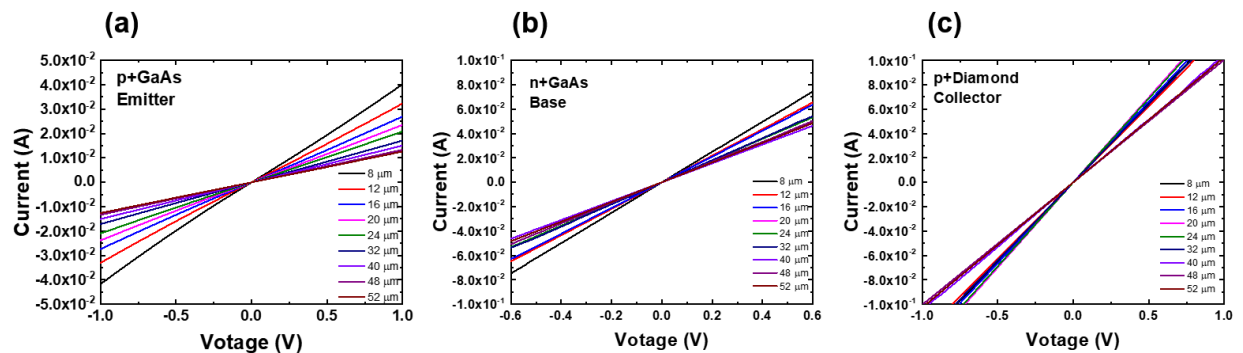 (a)
p+GaAs
Emitter
Current (A)
5.0x10⁻²
4.0x10⁻²
3.0x10⁻²
2.0x10⁻²
1.0x10⁻²
0.0
-1.0x10⁻²
-2.0x10⁻²
-3.0x10⁻²
-4.0x10⁻²
-5.0x10⁻²
-1.0 -0.5 0.0 0.5 1.0
Votage (V)
8 μm
12 μm
16 μm
20 μm
24 μm
32 μm
40 μm
48 μm
52 μm
(b)
n+GaAs
Base
Current (A)
1.0x10⁻¹
8.0x10⁻²
6.0x10⁻²
4.0x10⁻²
2.0x10⁻²
0.0
-2.0x10⁻²
-4.0x10⁻²
-6.0x10⁻²
-8.0x10⁻²
-1.0x10⁻¹
-0.6 -0.4 -0.2 0.0 0.2 0.4 0.6
Votage (V)
8 μm
12 μm
16 μm
20 μm
24 μm
32 μm
40 μm
48 μm
52 μm
(c)
p+Diamond
Collector
Current (A)
1.0x10⁻¹
8.0x10⁻²
6.0x10⁻²
4.0x10⁻²
2.0x10⁻²
0.0
-2.0x10⁻²
-4.0x10⁻²
-6.0x10⁻²
-8.0x10⁻²
-1.0x10⁻¹
-1.0 -0.5 0.0 0.5 1.0
Votage (V)
8 μm
12 μm
16 μm
20 μm
24 μm
32 μm
40 μm
48 μm
52 μm